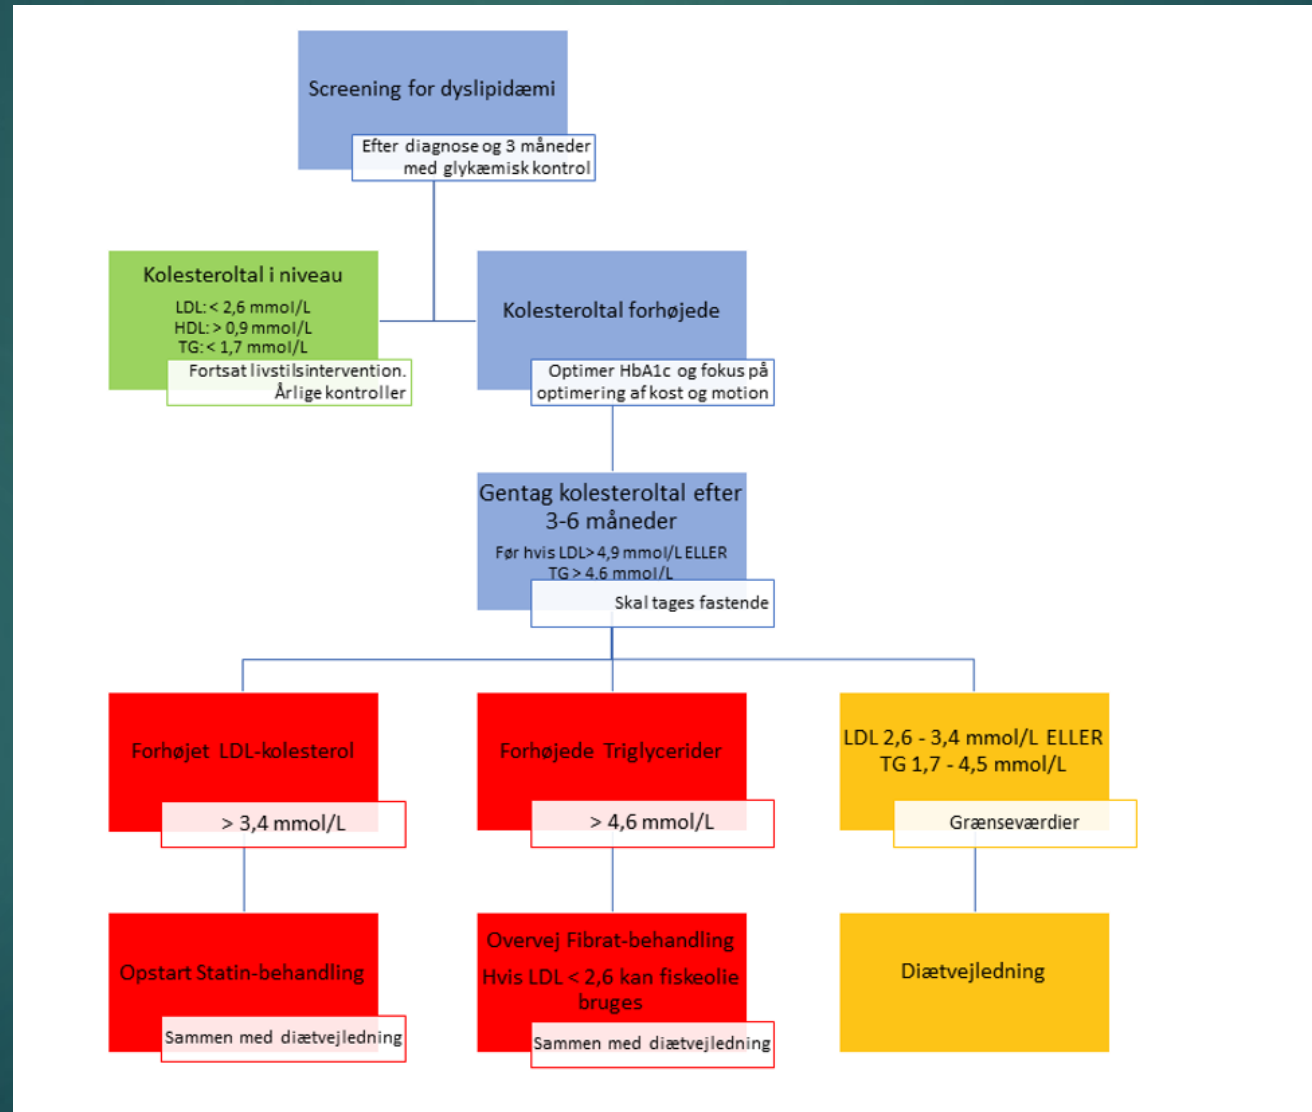 Screening for dyslipidæmi
Efter diagnose og 3 måneder
med glykæmisk kontrol
Kolesteroltal i niveau
LDL: < 2,6 mmol/L
HDL: > 0,9 mmol/L
TG: < 1,7 mmol/L
Fortsat livstilsintervention.
Årlige kontroller
Kolesteroltal forhøjede
Optimer HbA1c og fokus på
optimering af kost og motion
Gentag kolesteroltal efter
3-6 måneder
Før hvis LDL> 4,9 mmol/L ELLER
TG > 4.6 mmol/L
Skal tages fastende
Forhøjet LDL-kolesterol
> 3,4 mmol/L
Forhøjede Triglycerider
> 4,6 mmol/L
LDL 2,6 - 3,4 mmol/L ELLER
TG 1,7 - 4,5 mmol/L
Grænseværdier
Opstart Statin-behandling
Sammen med diætvejledning
Overvej Fibrat-behandling
Hvis LDL < 2,6 kan fiskeolie
bruges
Sammen med diætvejledning
Diætvejledning